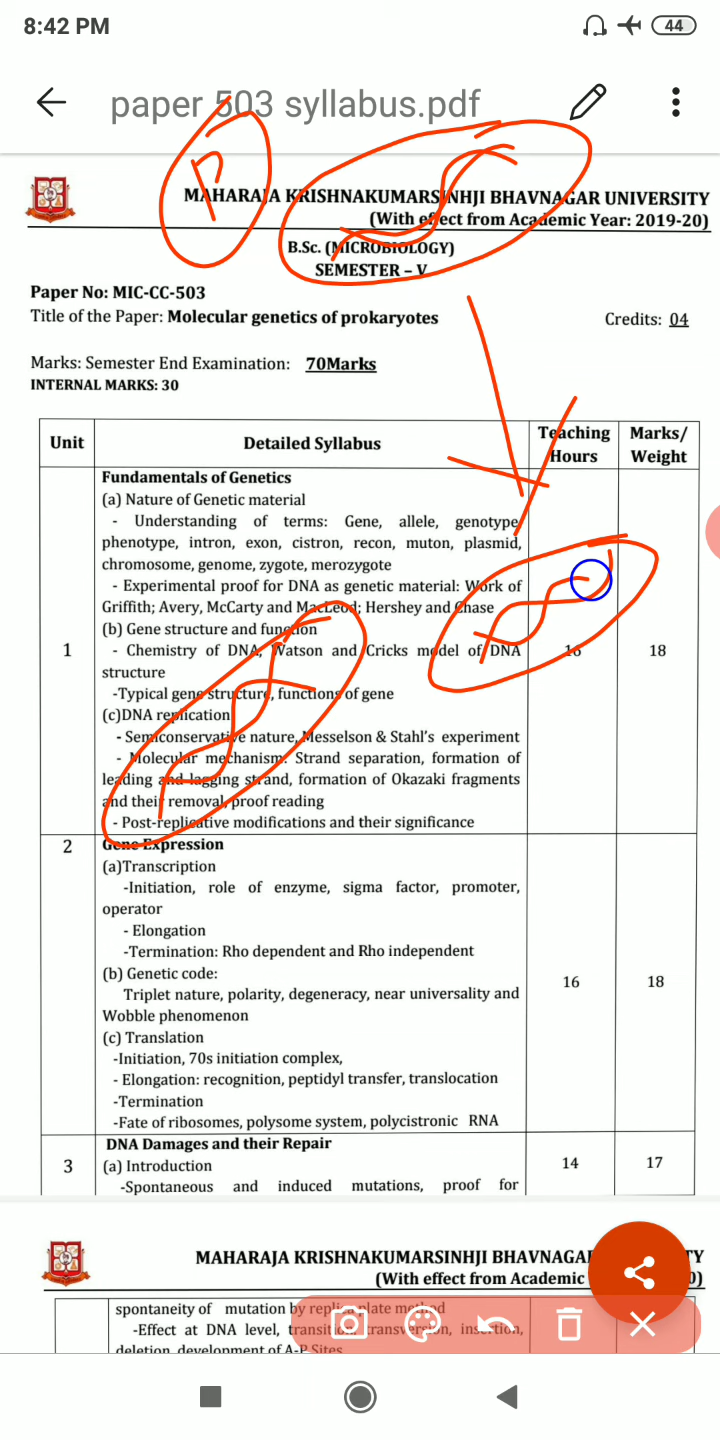 8:42 PM
44
paper 503 syllabus.pdf
P
MAHARAJA KRISHNAKUMARSINHJI BHAVNAGAR UNIVERSITY
(With effect from Academic Year: 2019-20)
B.Sc. (MICROBIOLOGY)
SEMESTER – V
Paper No: MIC-CC-503
Title of the Paper: Molecular genetics of prokaryotes Credits: 04
Marks: Semester End Examination: 70Marks
INTERNAL MARKS: 30
Unit Detailed Syllabus Teaching Hours Marks/ Weight
Fundamentals of Genetics
(a) Nature of Genetic material
- Understanding of terms: Gene, allele, genotype
phenotype, intron, exon, cistron, recon, muton, plasmid,
chromosome, genome, zygote, merozygote
- Experimental proof for DNA as genetic material: Work of
Griffith; Avery, McCarty and MacLeod; Hershey and Chase
(b) Gene structure and function
1 - Chemistry of DNA, Watson and Cricks model of DNA 16 18
structure
-Typical gene structure, functions of gene
(c)DNA replication
- Semiconservative nature, Messelson & Stahl's experiment
- Molecular mechanism: Strand separation, formation of
leading and lagging strand, formation of Okazaki fragments
and their removal, proof reading
- Post-replicative modifications and their significance
2 Gene Expression
(a)Transcription
-Initiation, role of enzyme, sigma factor, promoter,
operator
- Elongation
-Termination: Rho dependent and Rho independent
(b) Genetic code: 16 18
Triplet nature, polarity, degeneracy, near universality and
Wobble phenomenon
(c) Translation
-Initiation, 70s initiation complex,
- Elongation: recognition, peptidyl transfer, translocation
-Termination
-Fate of ribosomes, polysome system, polycistronic RNA
DNA Damages and their Repair
3 (a) Introduction 14 17
-Spontaneous and induced mutations, proof for
MAHARAJA KRISHNAKUMARSINHJI BHAVNAGA TY
(With effect from Academic 0)
spontaneity of mutation by replica plate method
-Effect at DNA level, transition, transversion, insertion,
deletion, development of A-P Sites